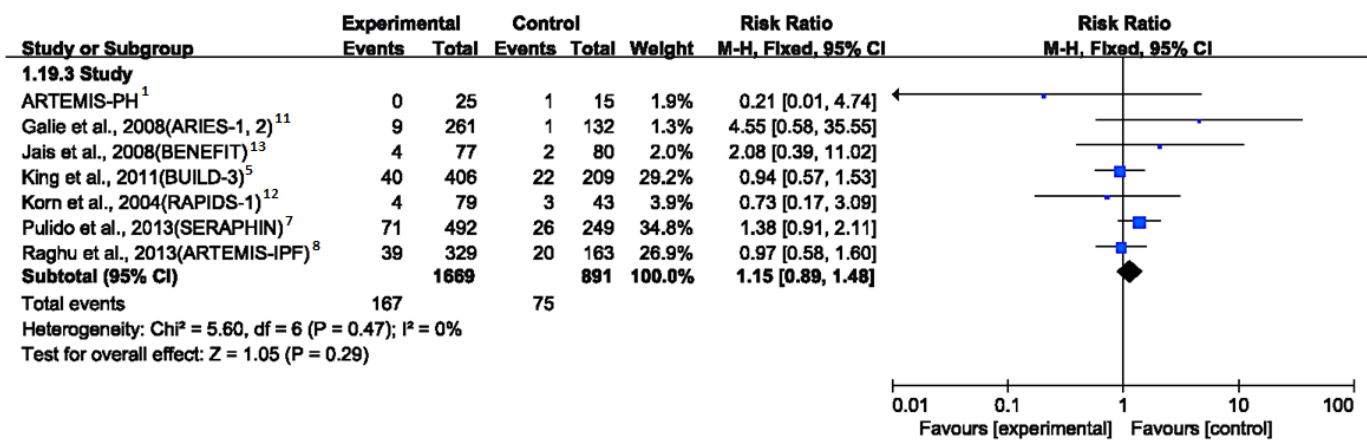 Experimental Control Risk Ratio Risk Ratio
Study or Subgroup Events Total Events Total Weight M-H, Fixed, 95% CI M-H, Fixed, 95% CI
1.19.3 Study
ARTEMIS-PH 1 0 25 1 15 1.9% 0.21 [0.01, 4.74]
Galie et al., 2008(ARIES-1, 2) 11 9 261 1 132 1.3% 4.55 [0.58, 35.55]
Jais et al., 2008(BENEFIT) 13 4 77 2 80 2.0% 2.08 [0.39, 11.02]
King et al., 2011(BUILD-3) 5 40 406 22 209 29.2% 0.94 [0.57, 1.53]
Korn et al., 2004(RAPIDS-1) 12 4 79 3 43 3.9% 0.73 [0.17, 3.09]
Pulido et al., 2013(SERAPHIN) 7 71 492 26 249 34.8% 1.38 [0.91, 2.11]
Raghu et al., 2013(ARTEMIS-IPF) 8 39 329 20 163 26.9% 0.97 [0.58, 1.60]
Subtotal (95% CI) 1669 891 100.0% 1.15 [0.89, 1.48]
Total events 167 75
Heterogeneity: Chi² = 5.60, df = 6 (P = 0.47); I² = 0%
Test for overall effect: Z = 1.05 (P = 0.29)
0.01 0.1 1 10 100
Favours [experimental] Favours [control]